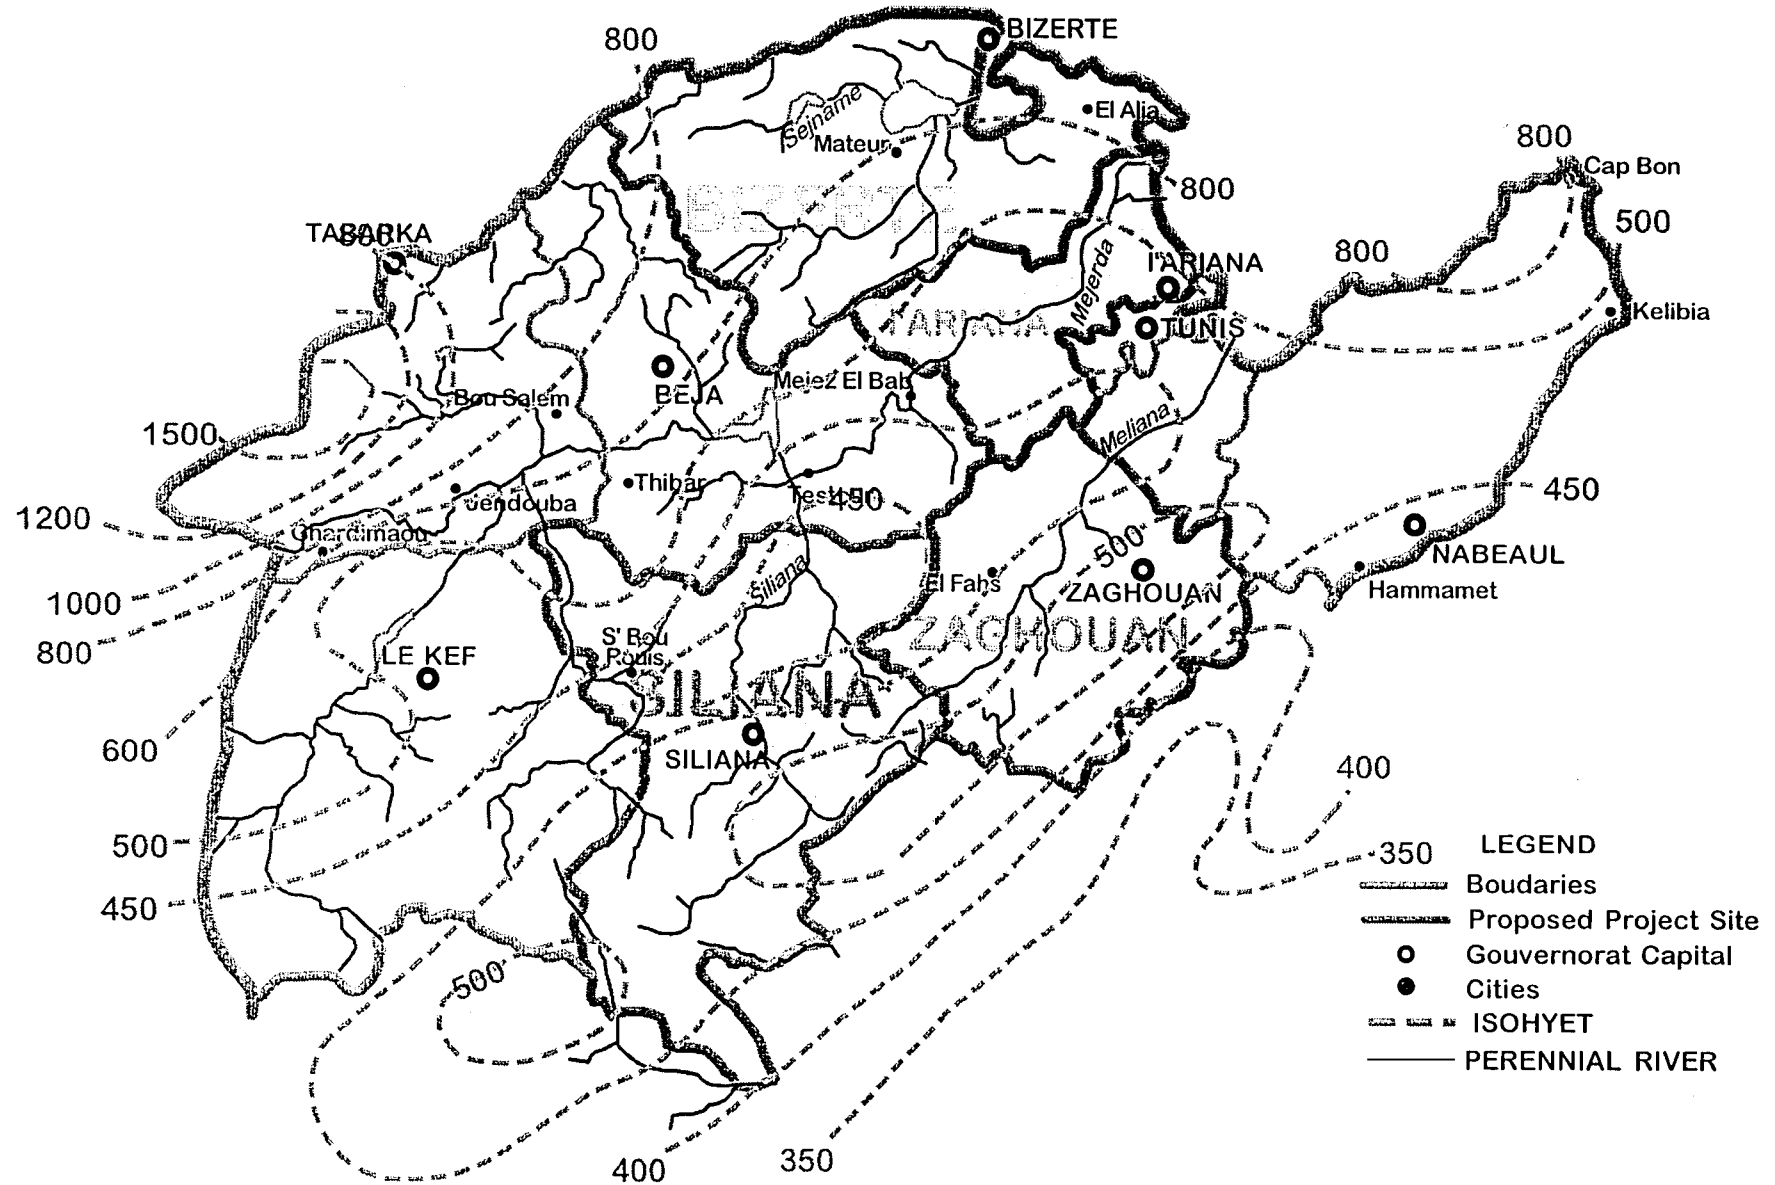 800
BIZERTE
El Alia
Sejname
Mateur
800
Cap Bon
800
BIZERTE
500
TABARKA
800
800
l'ARIANA
Mejerda
Kelibia
l'ARIANA
TUNIS
BEJA
Mejez El Bab
Bou Salem
1500
Meliana
Thibar
Jendouba
450
450
1200
Ghardimaou
500
NABEAUL
Siliana
El Fahs
ZAGHOUAN
Hammamet
1000
ZAGHOUAN
800
LE KEF
S' Bou
Rouis
SILIANA
600
SILIANA
400
500
350
450
500
400
350
LEGEND
Boudaries
Proposed Project Site
Gouvernorat Capital
Cities
ISOHYET
PERENNIAL RIVER